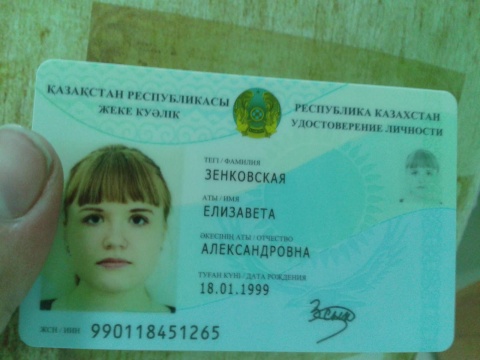 ҚАЗАҚСТАН РЕСПУБЛИКАСЫ
ЖЕКЕ КУӘЛІК
РЕСПУБЛИКА КАЗАХСТАН
УДОСТОВЕРЕНИЕ ЛИЧНОСТИ
ТЕГІ / ФАМИЛИЯ
ЗЕНКОВСКАЯ
АТЫ / ИМЯ
ЕЛИЗАВЕТА
ӘКЕСІНІҢ АТЫ / ОТЧЕСТВО
АЛЕКСАНДРОВНА
ТУҒАН КҮНІ / ДАТА РОЖДЕНИЯ
18.01.1999
ЖСН / ИИН 990118451265